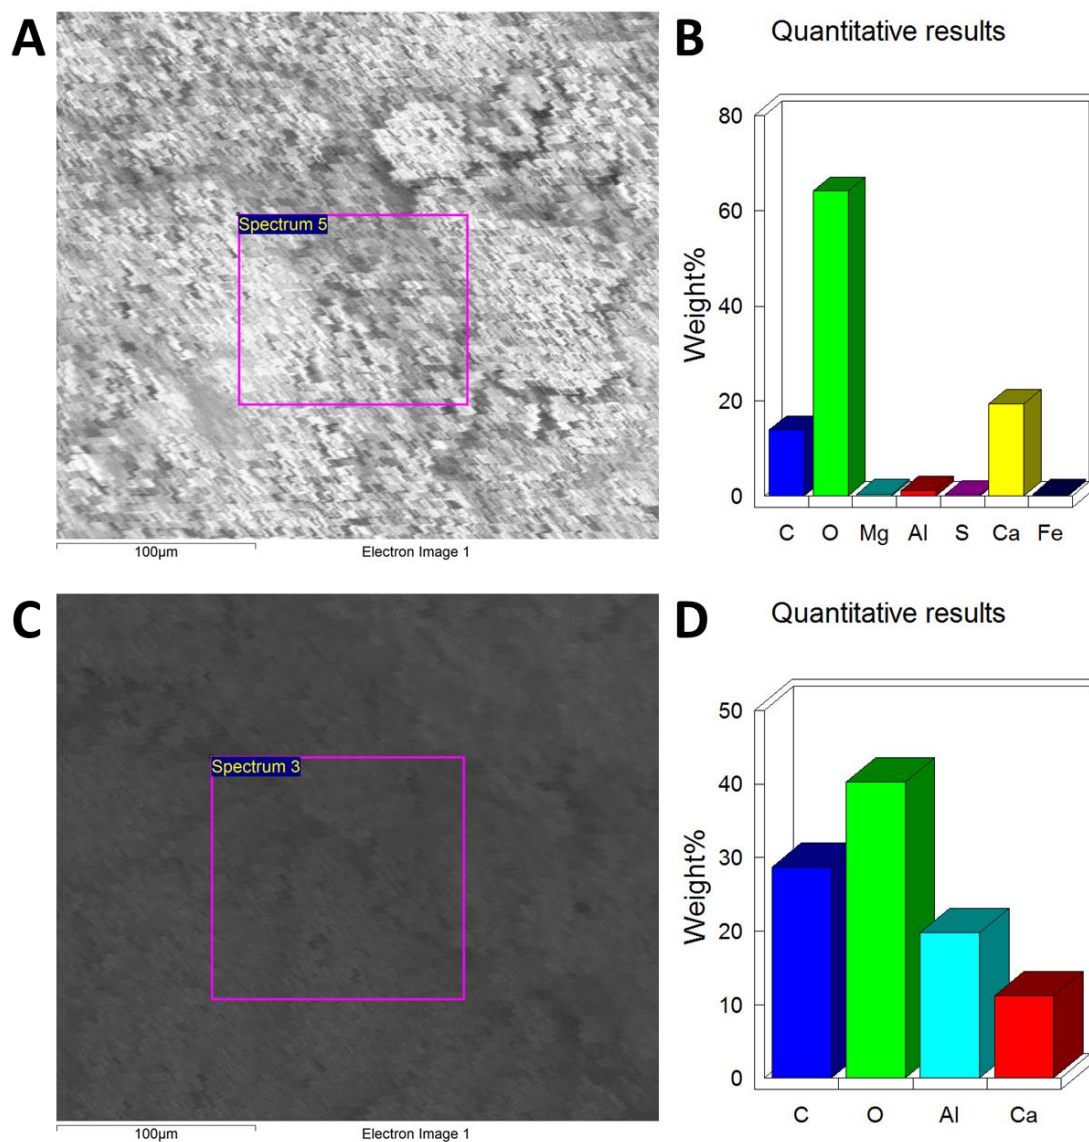 A
Spectrum 5
100µm
Electron Image 1
B
Quantitative results
Weight%
80
60
40
20
0
C O Mg Al S Ca Fe
C
Spectrum 3
100µm
Electron Image 1
D
Quantitative results
Weight%
50
40
30
20
10
0
C O Al Ca